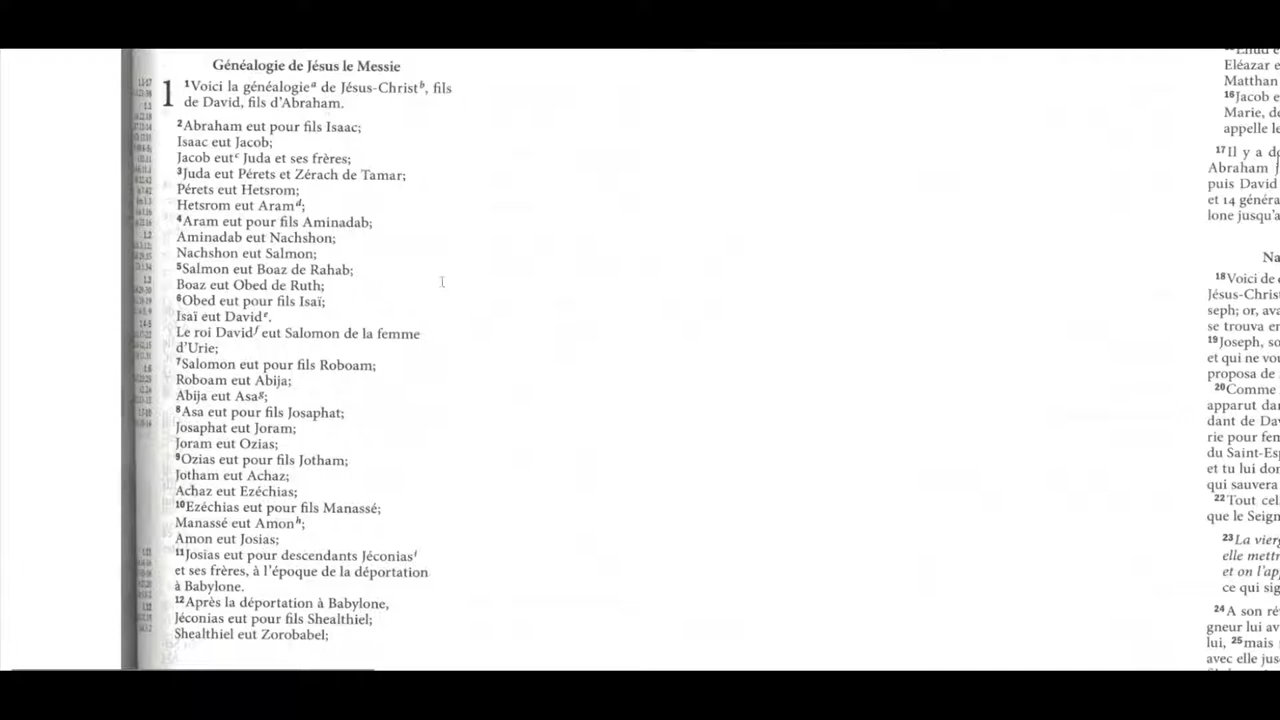 Généalogie de Jésus le Messie
1 ¹Voici la généalogieᵃ de Jésus-Christᵇ, fils
de David, fils d'Abraham.
²Abraham eut pour fils Isaac;
Isaac eut Jacob;
Jacob eutᶜ Juda et ses frères;
³Juda eut Pérets et Zérach de Tamar;
Pérets eut Hetsrom;
Hetsrom eut Aramᵈ;
⁴Aram eut pour fils Aminadab;
Aminadab eut Nachshon;
Nachshon eut Salmon;
⁵Salmon eut Boaz de Rahab;
Boaz eut Obed de Ruth;
⁶Obed eut pour fils Isaï;
Isaï eut Davidᵉ.
Le roi Davidᶠ eut Salomon de la femme
d'Urie;
⁷Salomon eut pour fils Roboam;
Roboam eut Abija;
Abija eut Asaᵍ;
⁸Asa eut pour fils Josaphat;
Josaphat eut Joram;
Joram eut Ozias;
⁹Ozias eut pour fils Jotham;
Jotham eut Achaz;
Achaz eut Ezéchias;
¹⁰Ezéchias eut pour fils Manassé;
Manassé eut Amonʰ;
Amon eut Josias;
¹¹Josias eut pour descendants Jéconiasⁱ
et ses frères, à l'époque de la déportation
à Babylone.
¹²Après la déportation à Babylone,
Jéconias eut pour fils Shealthiel;
Shealthiel eut Zorobabel;
Eléazar e
Matthan
¹⁶Jacob e
Marie, de
appelle le
¹⁷Il y a do
Abraham j
puis David
et 14 généra
lone jusqu'a
Na
¹⁸Voici de
Jésus-Chris
seph; or, ava
se trouva en
¹⁹Joseph, so
et qui ne vou
proposa de
²⁰Comme
apparut dan
dant de Dav
rie pour fem
du Saint-Esp
et tu lui don
qui sauvera
²²Tout cel
que le Seign
²³La vierg
elle mettr
et on l'app
ce qui sig
²⁴A son rév
gneur lui av
lui, ²⁵mais
avec elle jus